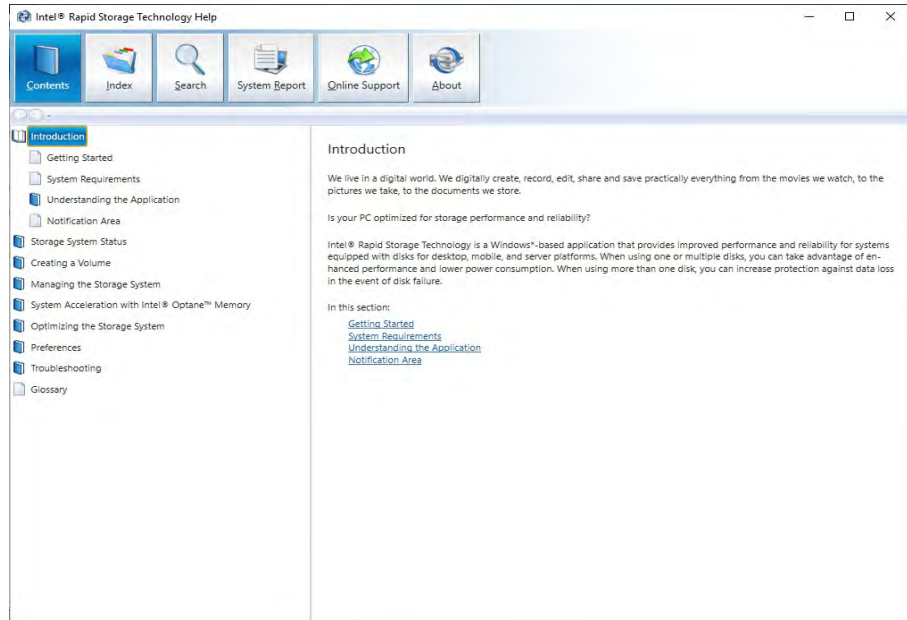 Intel® Rapid Storage Technology Help
Contents
Index
Search
System Report
Online Support
About
Introduction
Getting Started
System Requirements
Understanding the Application
Notification Area
Storage System Status
Creating a Volume
Managing the Storage System
System Acceleration with Intel® Optane™ Memory
Optimizing the Storage System
Preferences
Troubleshooting
Glossary
Introduction
We live in a digital world. We digitally create, record, edit, share and save practically everything from the movies we watch, to the
pictures we take, to the documents we store.
Is your PC optimized for storage performance and reliability?
Intel® Rapid Storage Technology is a Windows*-based application that provides improved performance and reliability for systems
equipped with disks for desktop, mobile, and server platforms. When using one or multiple disks, you can take advantage of en-
hanced performance and lower power consumption. When using more than one disk, you can increase protection against data loss
in the event of disk failure.
In this section:
Getting Started
System Requirements
Understanding the Application
Notification Area